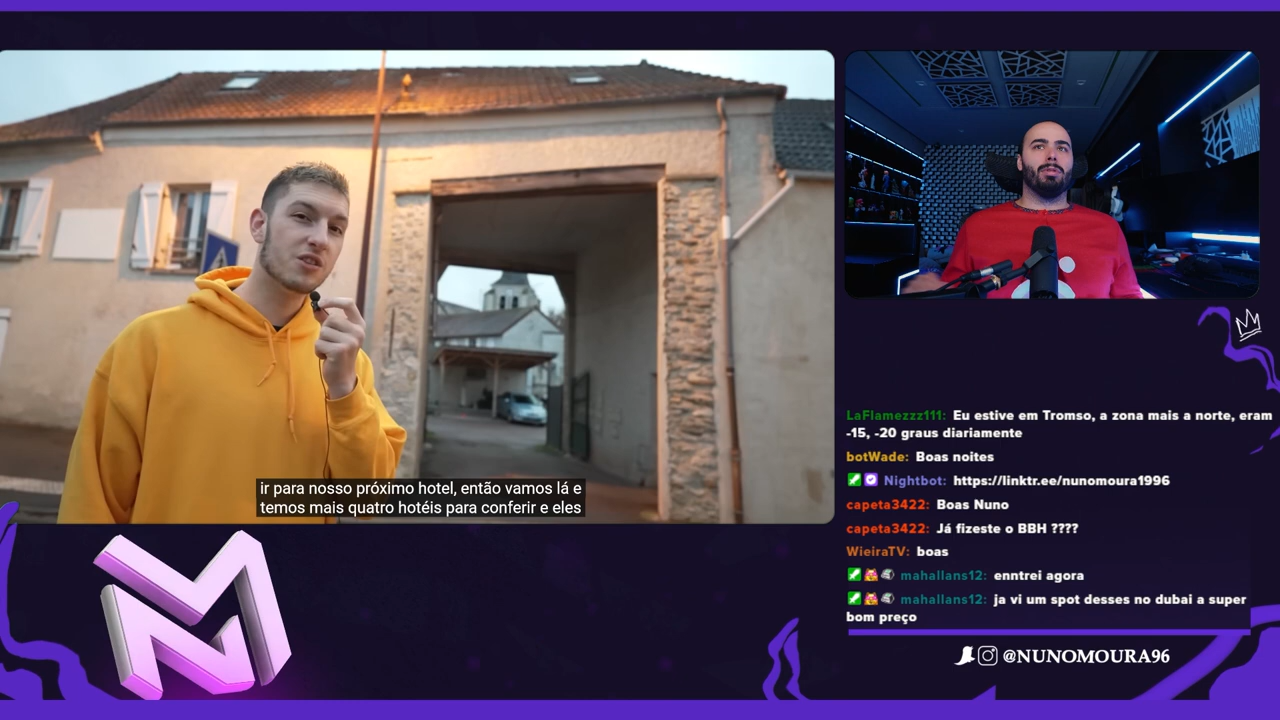 ir para nosso próximo hotel, então vamos lá e
temos mais quatro hotéis para conferir e eles
LaFlamezzz111: Eu estive em Tromso, a zona mais a norte, eram
-15, -20 graus diariamente
botWade: Boas noites
Nightbot: https://linktr.ee/nunomoura1996
capeta3422: Boas Nuno
capeta3422: Já fizeste o BBH ????
WieiraTV: boas
mahallans12: enntrei agora
mahallans12: ja vi um spot desses no dubai a super
bom preço
@NUNOMOURA96